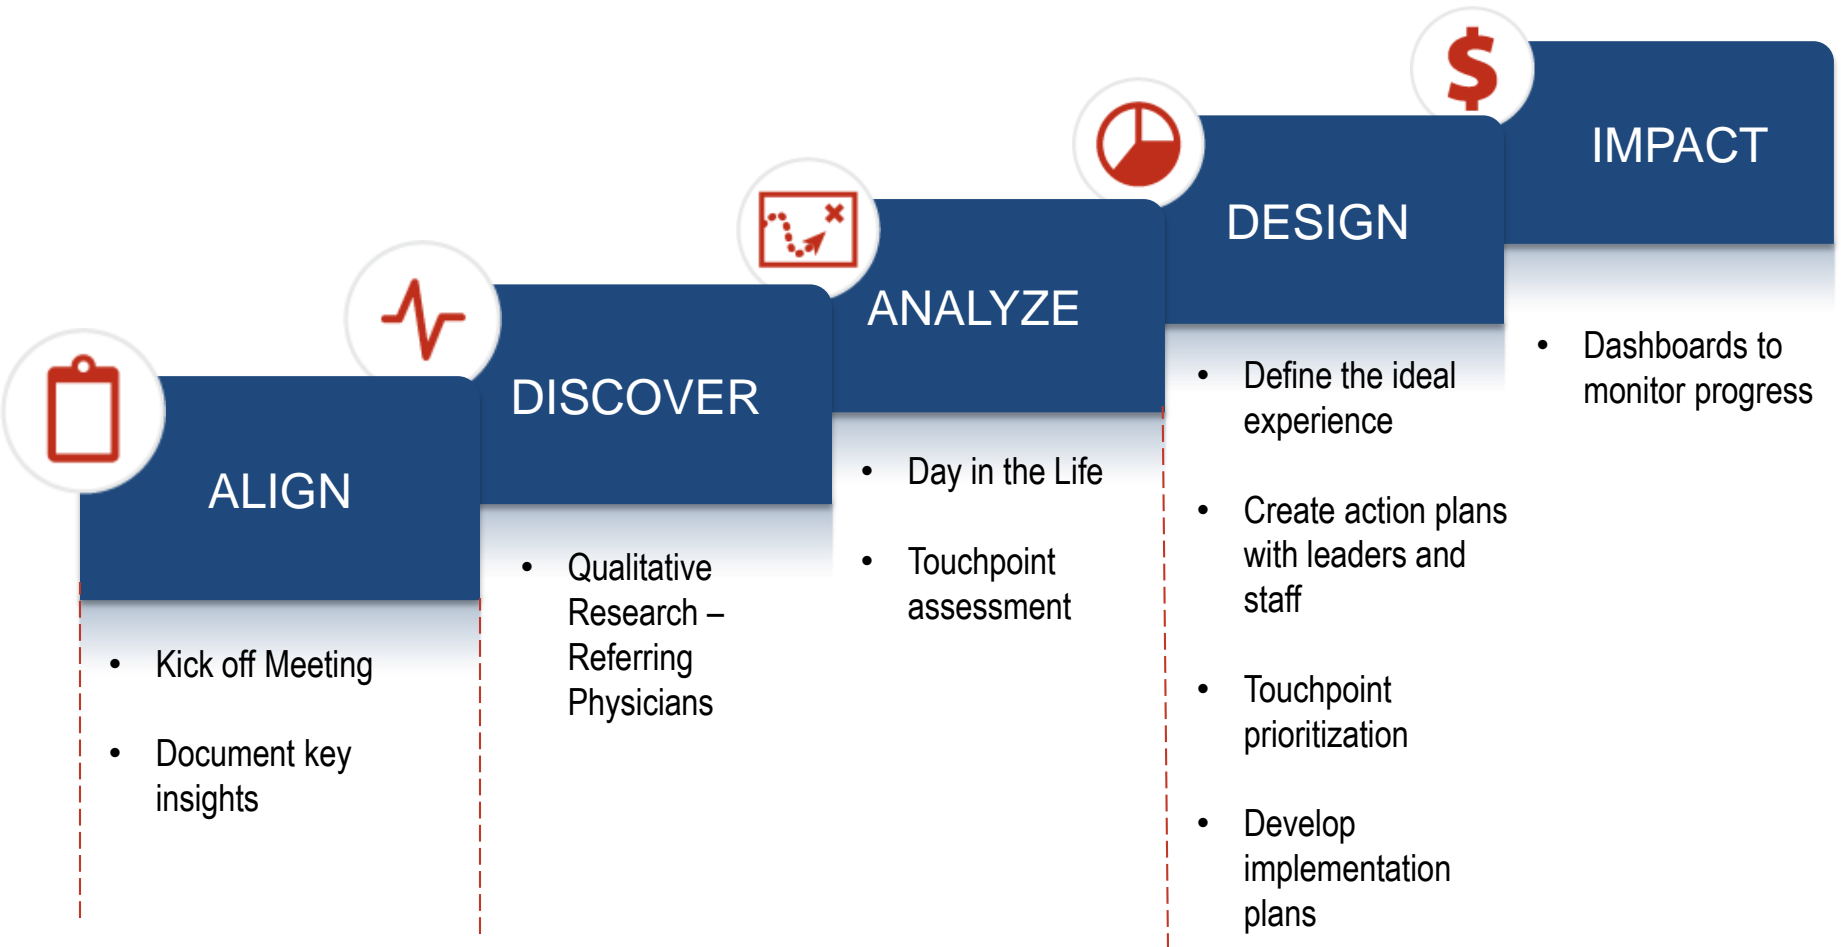 ALIGN
• Kick off Meeting
• Document key
insights
DISCOVER
• Qualitative
Research –
Referring
Physicians
ANALYZE
• Day in the Life
• Touchpoint
assessment
DESIGN
• Define the ideal
experience
• Create action plans
with leaders and
staff
• Touchpoint
prioritization
• Develop
implementation
plans
$
IMPACT
• Dashboards to
monitor progress